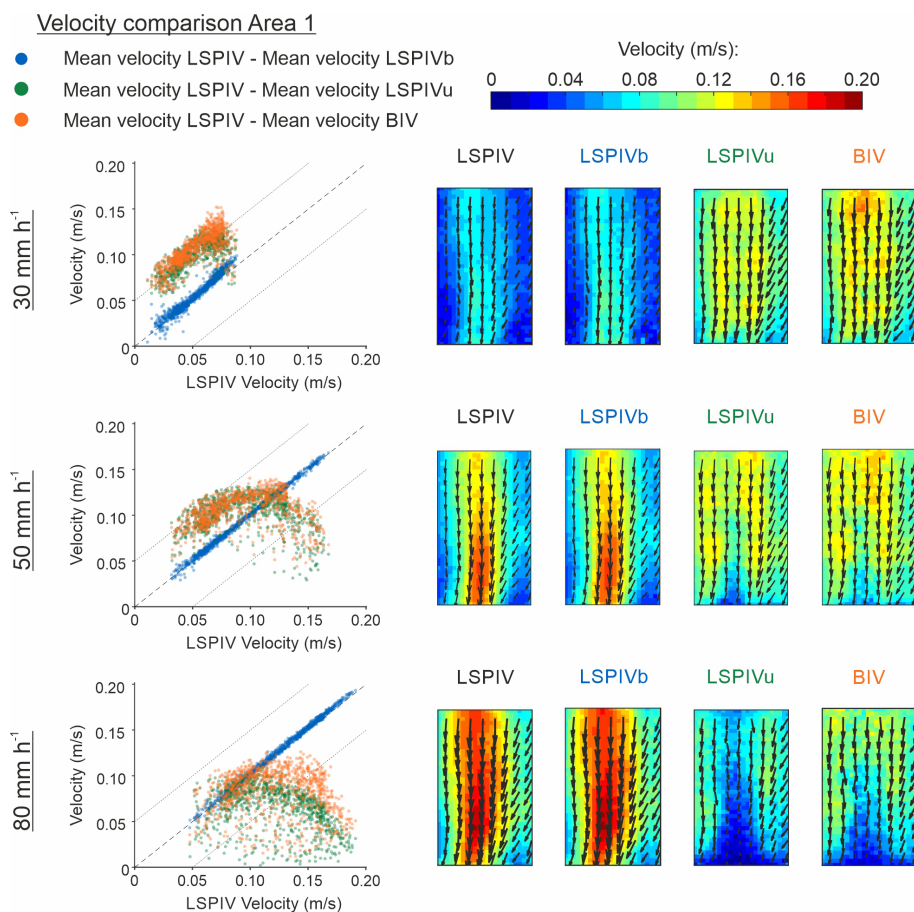 Velocity comparison Area 1
Mean velocity LSPIV - Mean velocity LSPIVb
Mean velocity LSPIV - Mean velocity LSPIVu
Mean velocity LSPIV - Mean velocity BIV
Velocity (m/s):
0 0.04 0.08 0.12 0.16 0.20
30 mm h⁻¹
Velocity (m/s)
0.20
0.15
0.10
0.05
0
0 0.05 0.10 0.15 0.20
LSPIV Velocity (m/s)
LSPIV LSPIVb LSPIVu BIV
50 mm h⁻¹
Velocity (m/s)
0.20
0.15
0.10
0.05
0
0 0.05 0.10 0.15 0.20
LSPIV Velocity (m/s)
LSPIV LSPIVb LSPIVu BIV
80 mm h⁻¹
Velocity (m/s)
0.20
0.15
0.10
0.05
0
0 0.05 0.10 0.15 0.20
LSPIV Velocity (m/s)
LSPIV LSPIVb LSPIVu BIV